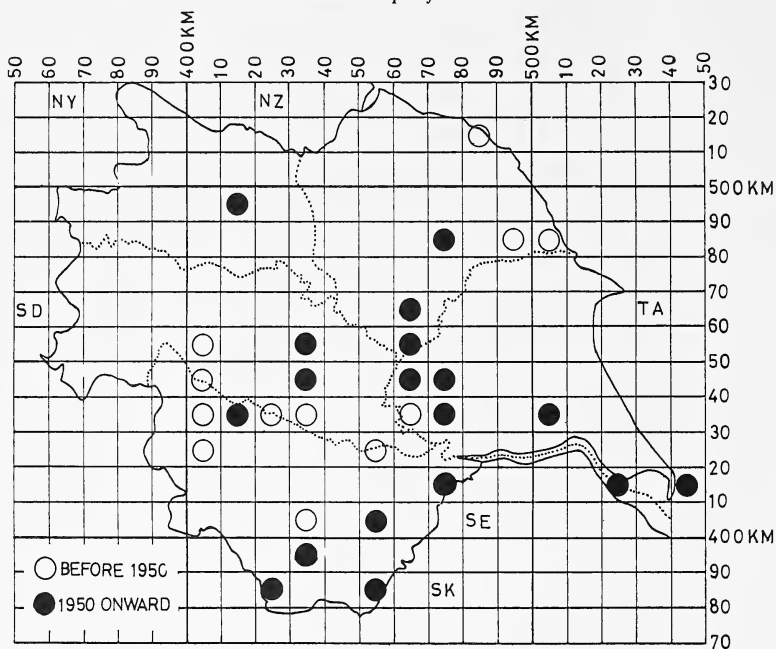 50 60 70 80 90 400KM 10 20 30 40 50 60 70 80 90 500KM 10 20 30 40 50
NY NZ
30
20
10
500KM
90
80
70
SD TA
60
50
40
30
20
10
SE
400KM
○ BEFORE 1950
90
SK
● 1950 ONWARD
80
70